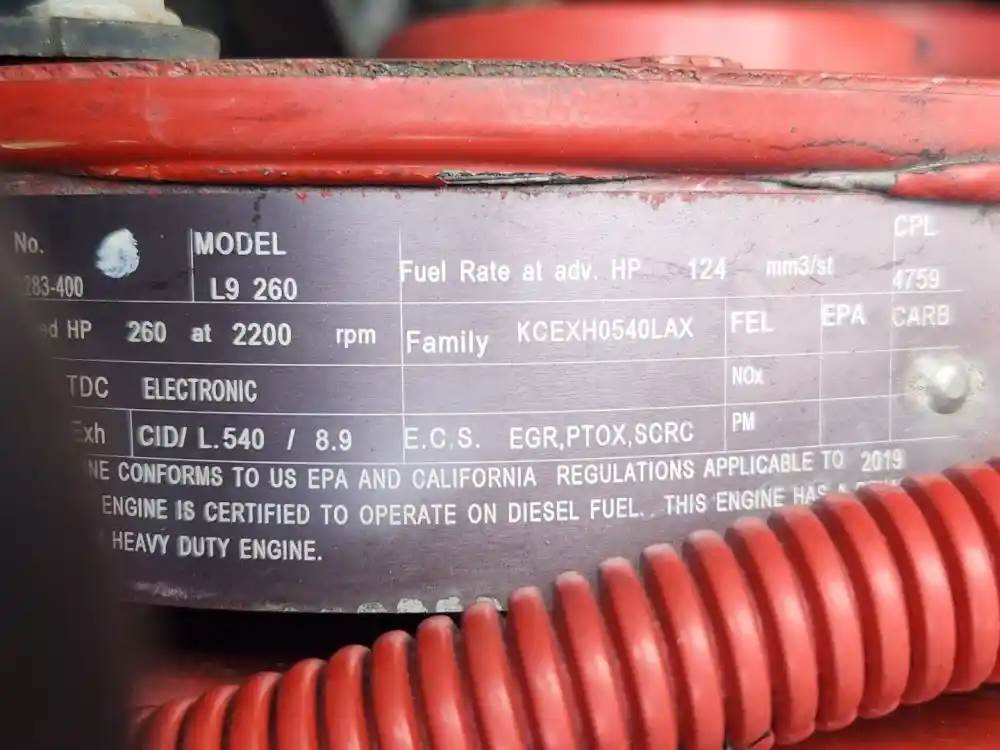 No. MODEL Fuel Rate at adv. HP 124 mm3/st CPL
283-400 L9 260 4759
HP 260 at 2200 rpm Family KCEXH0540LAX FEL EPA CARB
TDC ELECTRONIC NOx
Exh CID/ L.540 / 8.9 E.C.S. EGR,PTOX,SCRC PM
NE CONFORMS TO US EPA AND CALIFORNIA REGULATIONS APPLICABLE TO 2019
ENGINE IS CERTIFIED TO OPERATE ON DIESEL FUEL. THIS ENGINE HAS A
HEAVY DUTY ENGINE.